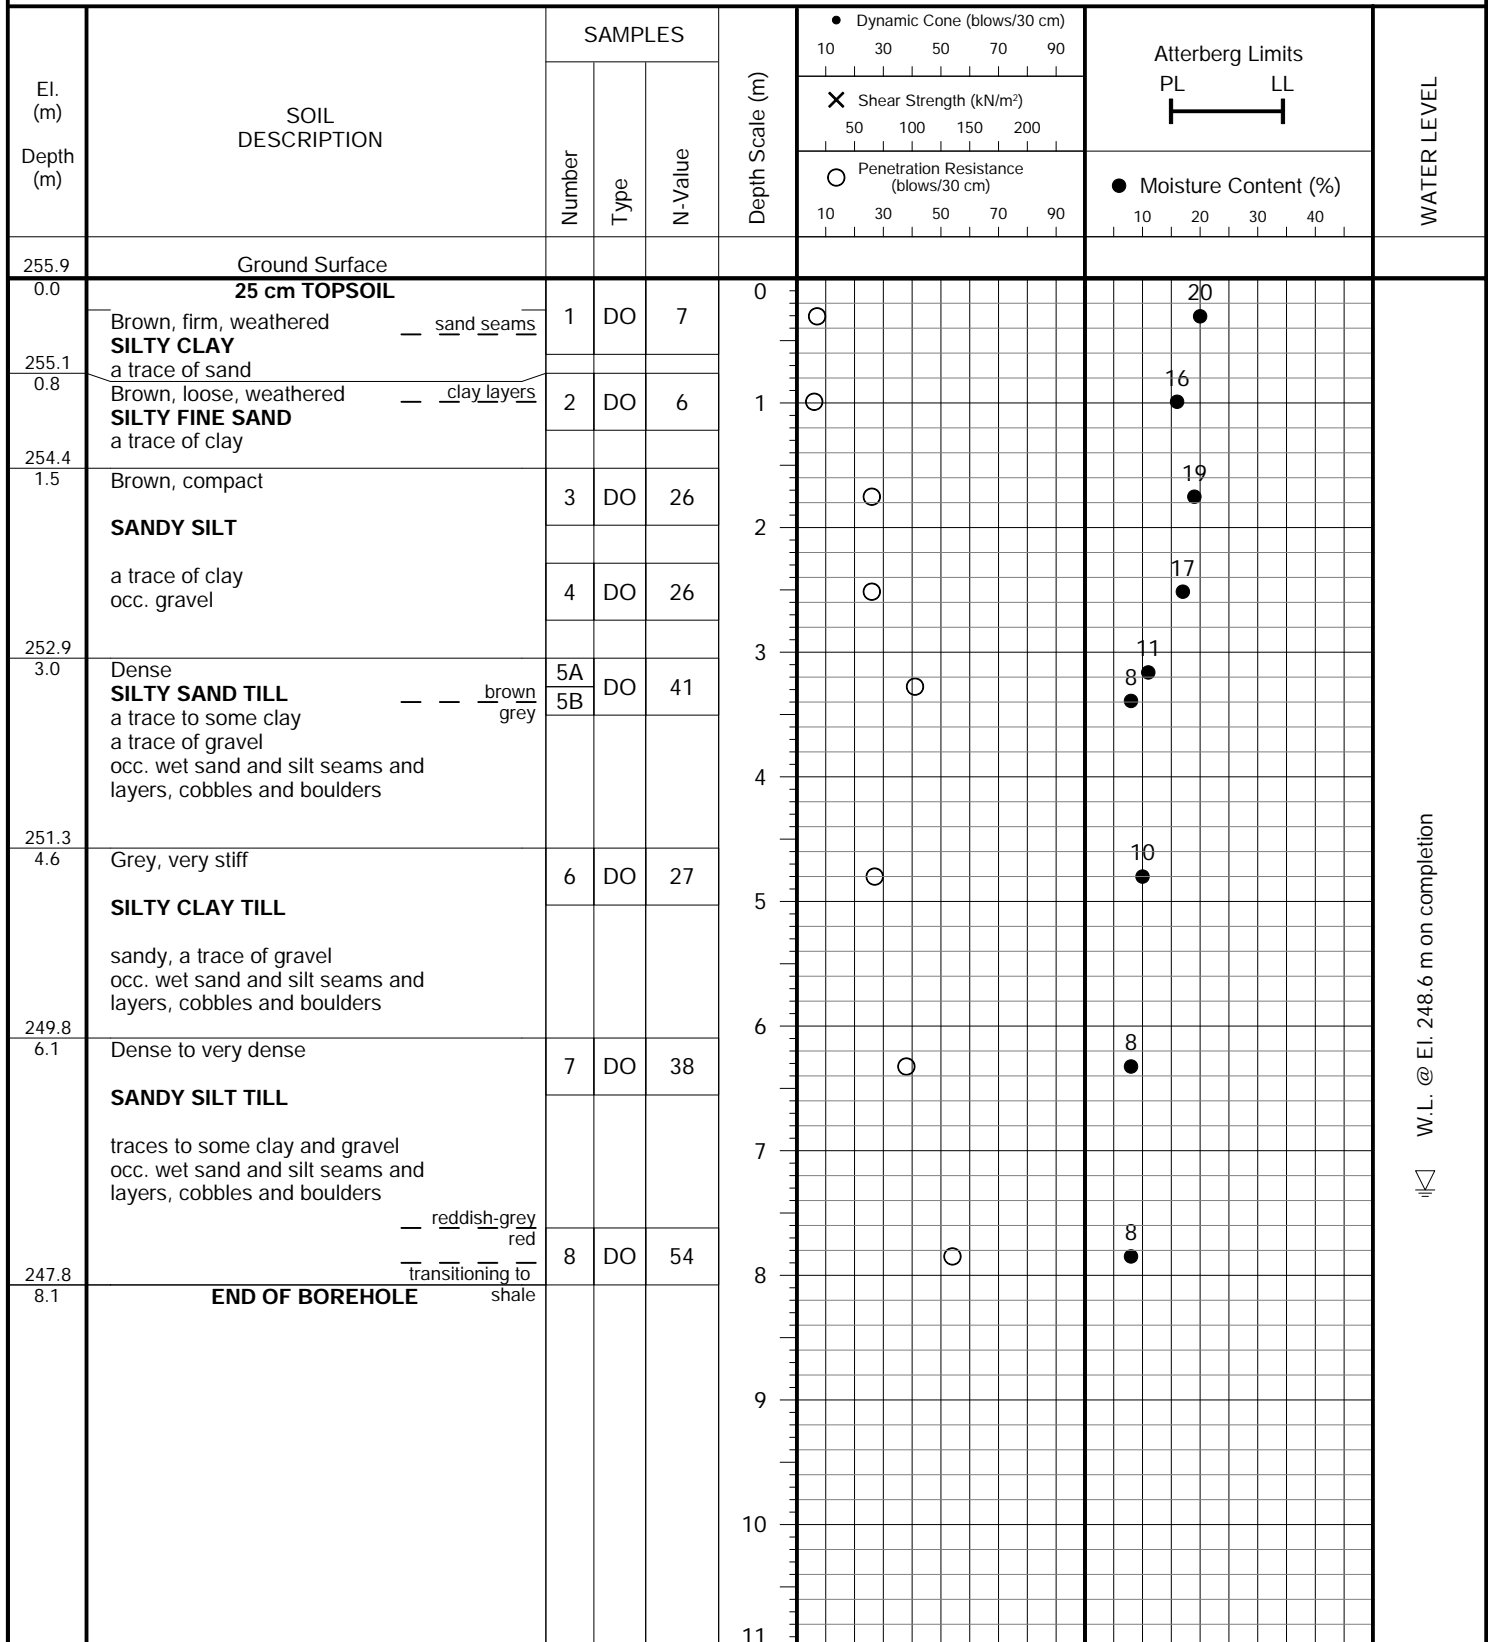 El.
(m)
Depth
(m)
SOIL
DESCRIPTION
SAMPLES
Number
Type
N-Value
Depth Scale (m)
● Dynamic Cone (blows/30 cm)
10 30 50 70 90
✕ Shear Strength (kN/m²)
50 100 150 200
○ Penetration Resistance
(blows/30 cm)
10 30 50 70 90
Atterberg Limits
PL LL
● Moisture Content (%)
10 20 30 40
WATER LEVEL
255.9 Ground Surface
0.0 25 cm TOPSOIL 0
20
Brown, firm, weathered sand seams 1 DO 7
SILTY CLAY
255.1 a trace of sand
0.8 Brown, loose, weathered clay layers 2 DO 6 1
16
SILTY FINE SAND
a trace of clay
254.4
1.5 Brown, compact
3 DO 26
19
SANDY SILT 2
a trace of clay
17
occ. gravel 4 DO 26
252.9
3.0 Dense 5A 3
11
SILTY SAND TILL brown DO 41
8
grey 5B
a trace to some clay
a trace of gravel
occ. wet sand and silt seams and 4
layers, cobbles and boulders
251.3
4.6 Grey, very stiff
6 DO 27
10
SILTY CLAY TILL 5
sandy, a trace of gravel
occ. wet sand and silt seams and
layers, cobbles and boulders
249.8 6
6.1 Dense to very dense
7 DO 38
8
SANDY SILT TILL
traces to some clay and gravel 7
occ. wet sand and silt seams and
layers, cobbles and boulders
reddish-grey
red
8 DO 54
8
transitioning to
247.8 8
8.1 END OF BOREHOLE shale
9
10
11
W.L. @ El. 248.6 m on completion